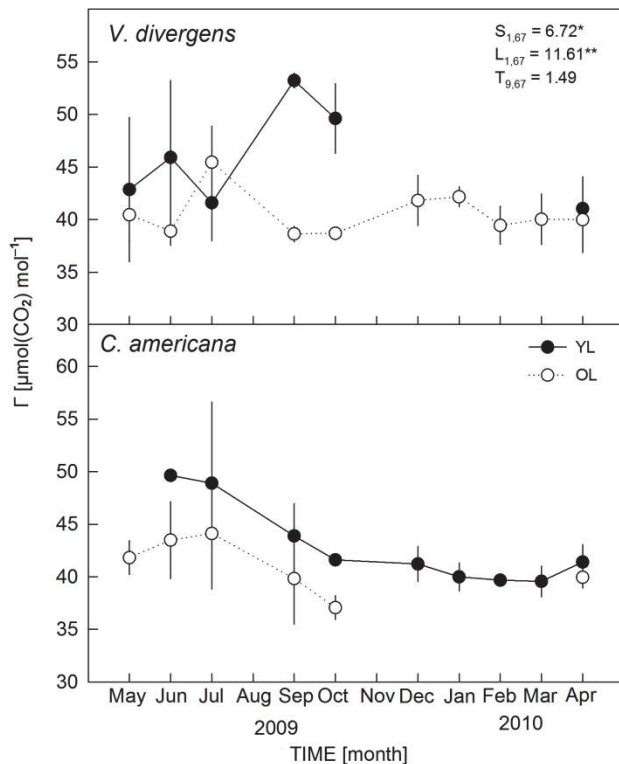 V. divergens
S1,67 = 6.72*
L1,67 = 11.61**
T9,67 = 1.49
55
50
45
40
35
30
Γ [µmol(CO2) mol–1]
C. americana
YL
OL
60
55
50
45
40
35
30
May Jun Jul Aug Sep Oct Nov Dec Jan Feb Mar Apr
2009 2010
TIME [month]